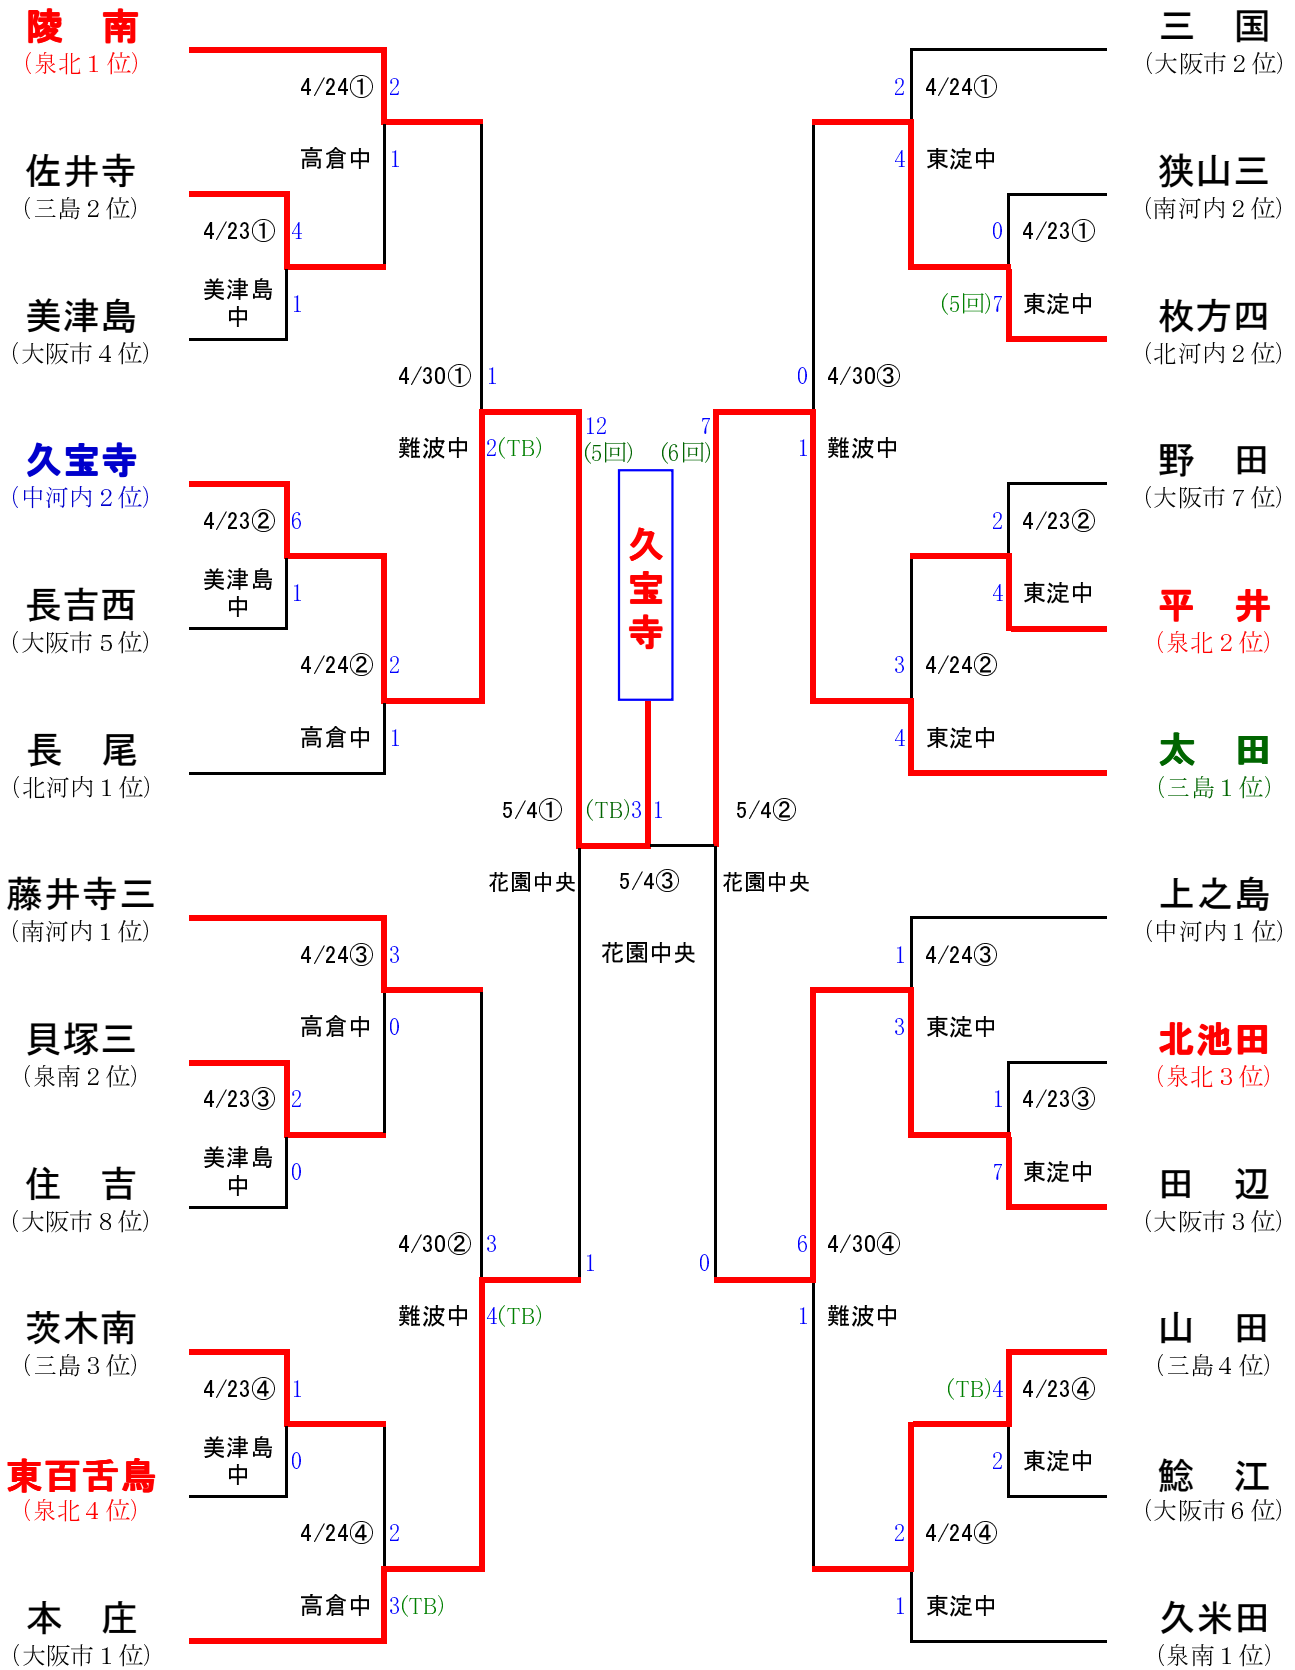 陵　南
(泉北１位)
佐井寺
(三島２位)
美津島
(大阪市４位)
久宝寺
(中河内２位)
長吉西
(大阪市５位)
長　尾
(北河内１位)
藤井寺三
(南河内１位)
貝塚三
(泉南２位)
住　吉
(大阪市８位)
茨木南
(三島３位)
東百舌鳥
(泉北４位)
本　庄
(大阪市１位)
4/23① 4
美津島中 1
4/23② 6
美津島中 1
4/23③ 2
美津島中 0
4/23④ 1
美津島中 0
4/24① 2
高倉中 1
4/24② 2
高倉中 1
4/24③ 3
高倉中 0
4/24④ 2
高倉中 3(TB)
4/30① 1
難波中 2(TB)
4/30② 3
難波中 4(TB)
12
(5回)
5/4①
花園中央
1
久宝寺
(TB)3 1
5/4③
花園中央
7
(6回)
5/4②
花園中央
0
0 4/30③
1 難波中
6 4/30④
1 難波中
2 4/24①
4 東淀中
3 4/24②
4 東淀中
1 4/24③
3 東淀中
2 4/24④
1 東淀中
0 4/23①
(5回)7 東淀中
2 4/23②
4 東淀中
1 4/23③
7 東淀中
(TB)4 4/23④
2 東淀中
三　国
(大阪市２位)
狭山三
(南河内２位)
枚方四
(北河内２位)
野　田
(大阪市７位)
平　井
(泉北２位)
太　田
(三島１位)
上之島
(中河内１位)
北池田
(泉北３位)
田　辺
(大阪市３位)
山　田
(三島４位)
鯰　江
(大阪市６位)
久米田
(泉南１位)